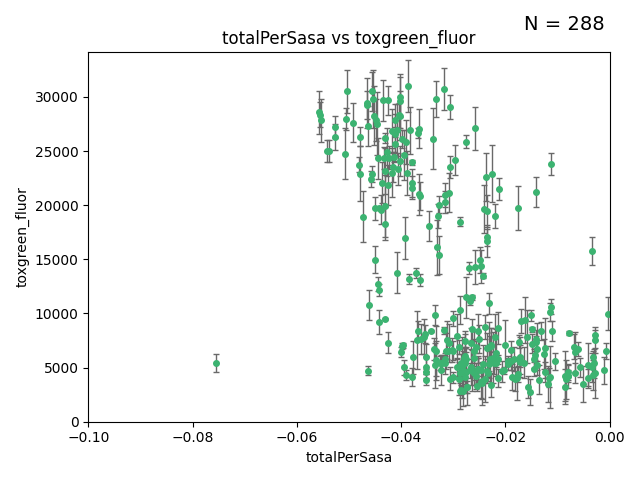 N = 288
totalPerSasa vs toxgreen_fluor
toxgreen_fluor
30000
25000
20000
15000
10000
5000
0
−0.10 −0.08 −0.06 −0.04 −0.02 0.00
totalPerSasa